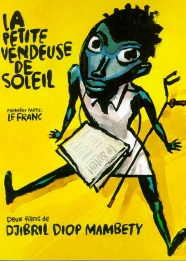 LA
PETITE
VENDEUSE
DE
SOLEIL
PREMIÈRE PARTIE:
LE FRANC
Deux films de
DJIBRIL DIOP MAMBETY